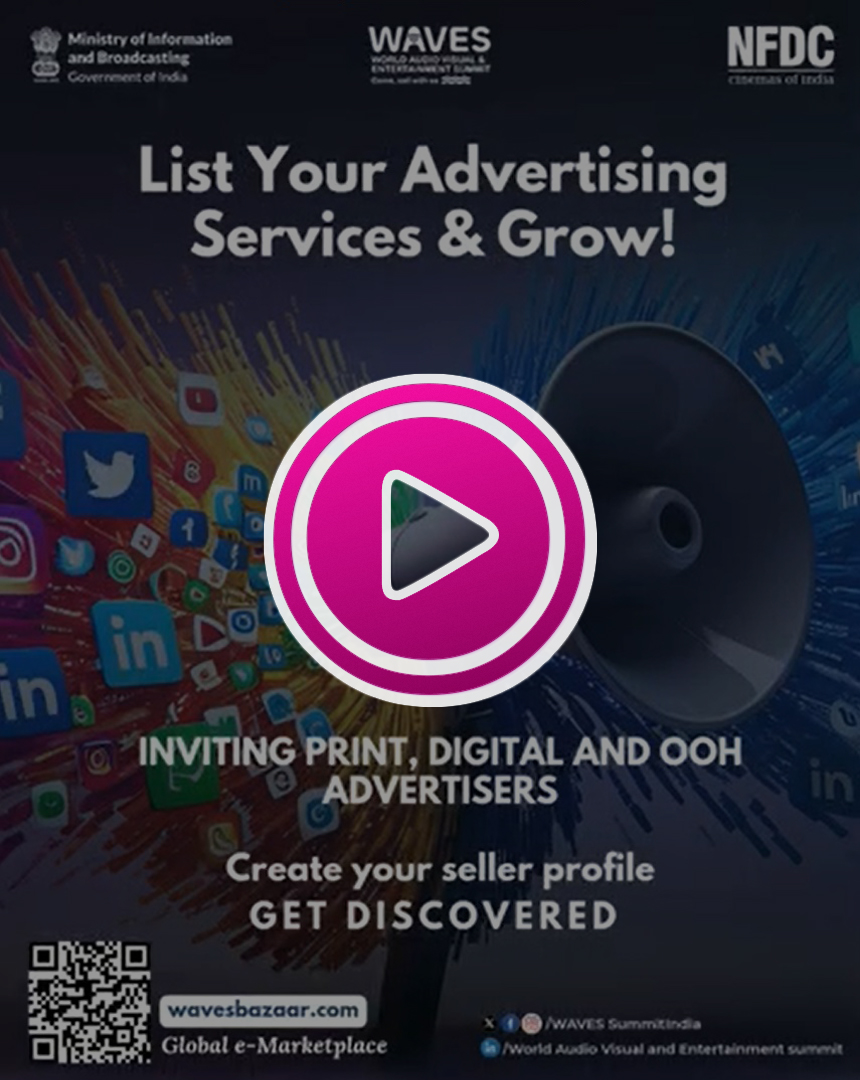 Ministry of Information
and Broadcasting
Government of India
WAVES
WORLD AUDIO VISUAL &
ENTERTAINMENT SUMMIT
NFDC
cinemas of india
List Your Advertising
Services & Grow!
in
in
INVITING PRINT, DIGITAL AND OOH
ADVERTISERS
Create your seller profile
GET DISCOVERED
wavesbazaar.com
Global e-Marketplace
/WAVES SummitIndia
/World Audio Visual and Entertainment summit